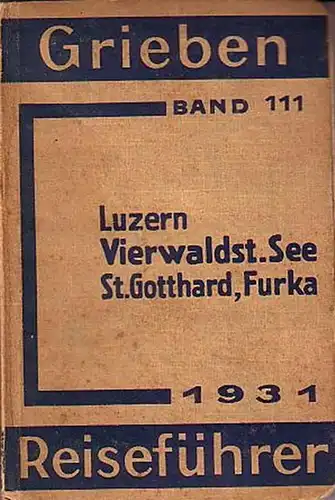 Grieben
BAND 111
Luzern
Vierwaldst.See
St.Gotthard, Furka
1931
Reiseführer